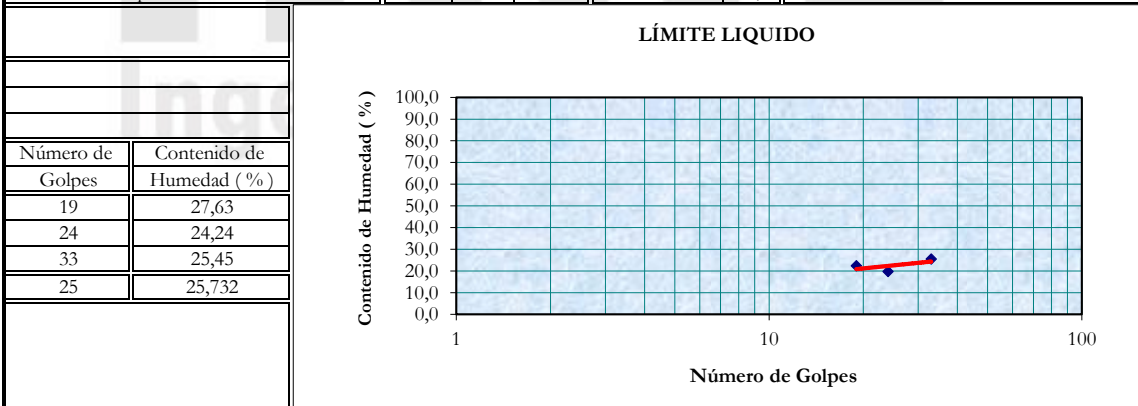 Inge
Número de Contenido de
Golpes Humedad ( % )
19 27,63
24 24,24
33 25,45
25 25,732
LÍMITE LIQUIDO
Contenido de Humedad ( % )
100,0
90,0
80,0
70,0
60,0
50,0
40,0
30,0
20,0
10,0
0,0
1 10 100
Número de Golpes